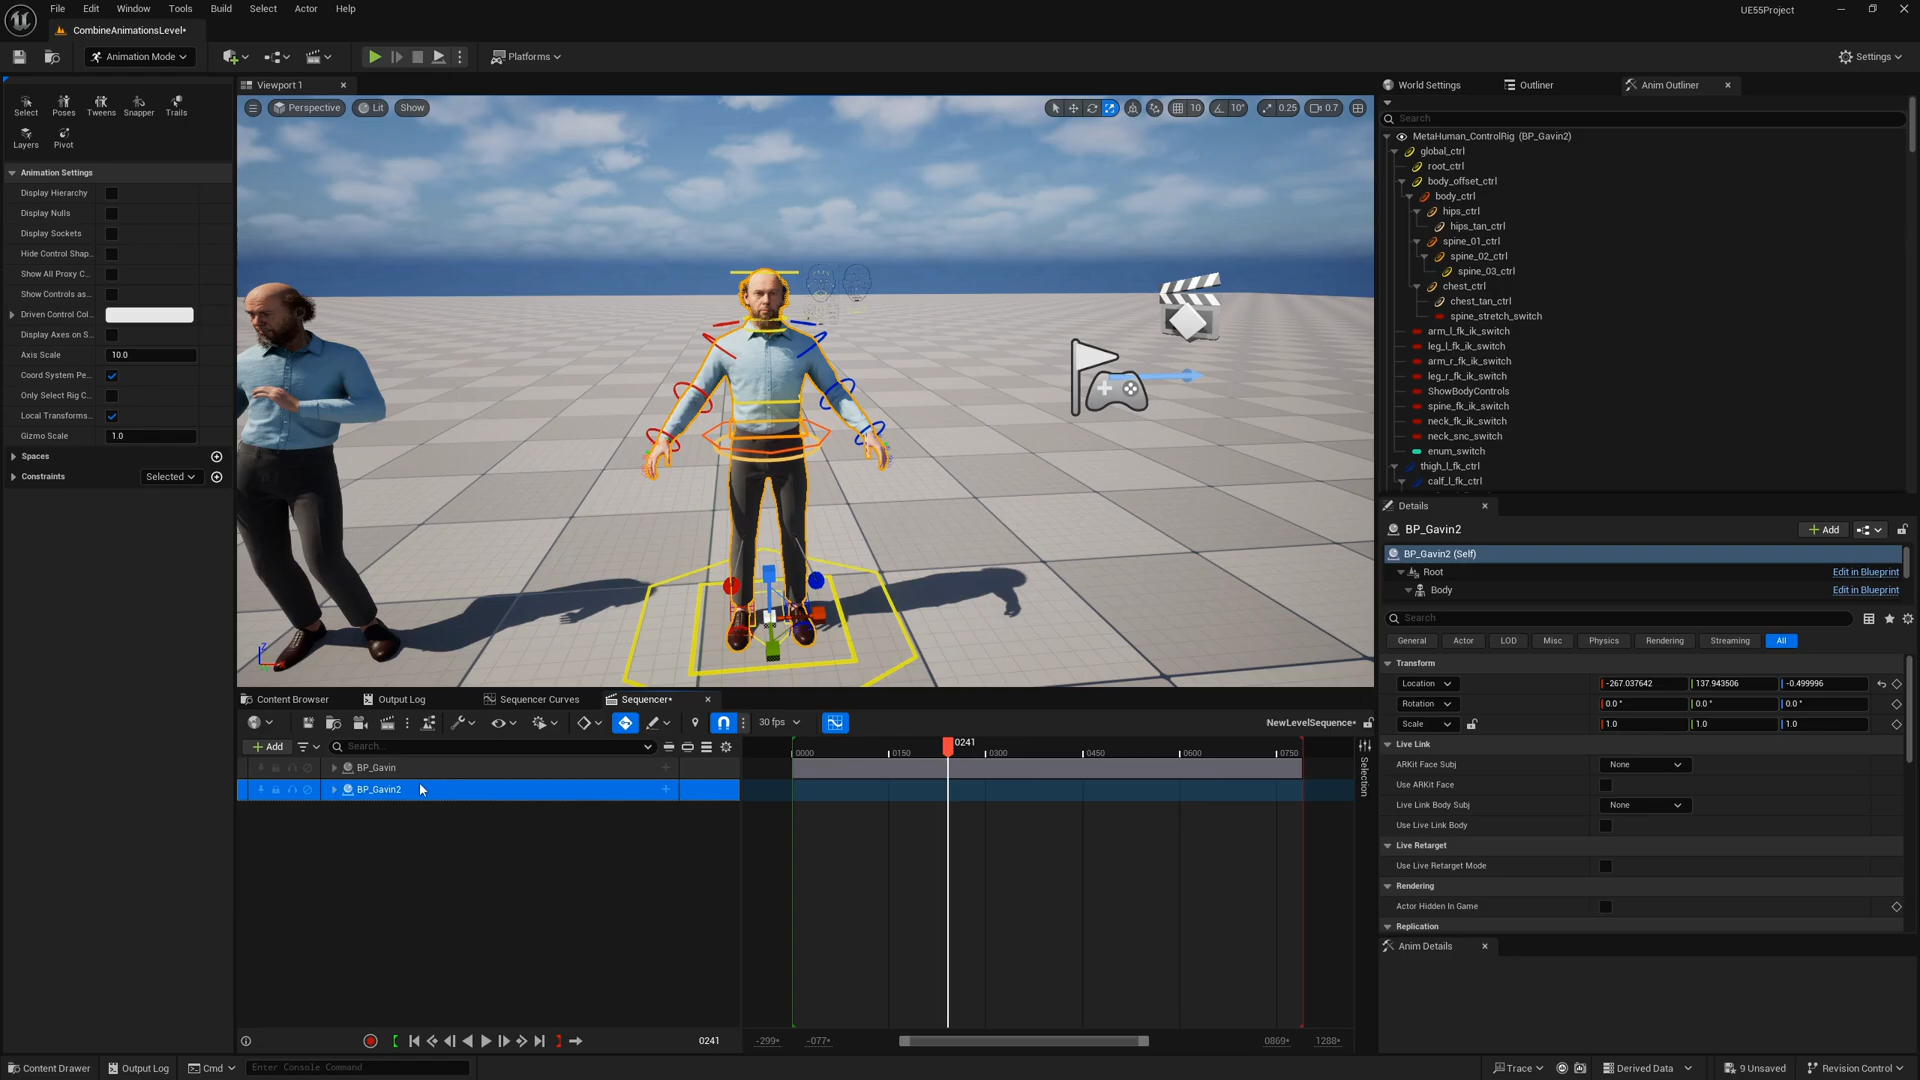 File Edit Window Tools Build Select Actor Help
UE55Project
CombineAnimationsLevel*
Animation Mode
Platforms
Settings
Select Poses Tweens Snapper Trails
Layers Pivot
Animation Settings
Display Hierarchy
Display Nulls
Display Sockets
Hide Control Shap...
Show All Proxy C...
Show Controls as...
Driven Control Col...
Display Axes on S
Axis Scale 10.0
Coord System Pe...
Only Select Rig C...
Local Transforms...
Gizmo Scale 1.0
Spaces
Constraints Selected
Viewport 1
Perspective Lit Show
10 10° 0.25 0.7
World Settings Outliner Anim Outliner
Search
MetaHuman_ControlRig (BP_Gavin2)
global_ctrl
root_ctrl
body_offset_ctrl
body_ctrl
hips_ctrl
hips_tan_ctrl
spine_01_ctrl
spine_02_ctrl
spine_03_ctrl
chest_ctrl
chest_tan_ctrl
spine_stretch_switch
arm_l_fk_ik_switch
leg_l_fk_ik_switch
arm_r_fk_ik_switch
leg_r_fk_ik_switch
ShowBodyControls
spine_fk_ik_switch
neck_fk_ik_switch
neck_snc_switch
enum_switch
thigh_l_fk_ctrl
calf_l_fk_ctrl
Details
BP_Gavin2
Add
BP_Gavin2 (Self)
Root Edit in Blueprint
Body Edit in Blueprint
Search
General Actor LOD Misc Physics Rendering Streaming All
Transform
Location -267.037642 137.943506 -0.499996
Rotation 0.0° 0.0° 0.0°
Scale 1.0 1.0 1.0
Live Link
ARKit Face Subj None
Use ARKit Face
Live Link Body Subj None
Use Live Link Body
Live Retarget
Use Live Retarget Mode
Rendering
Actor Hidden In Game
Replication
Anim Details
Content Browser Output Log Sequencer Curves Sequencer*
30 fps
NewLevelSequence*
Add Search...
0241
0000 0150 0300 0450 0600 0750
BP_Gavin
BP_Gavin2
Selection
0241
-299+ -077+ 0869+ 1288+
Content Drawer Output Log Cmd Enter Console Command
Trace Derived Data 9 Unsaved Revision Control